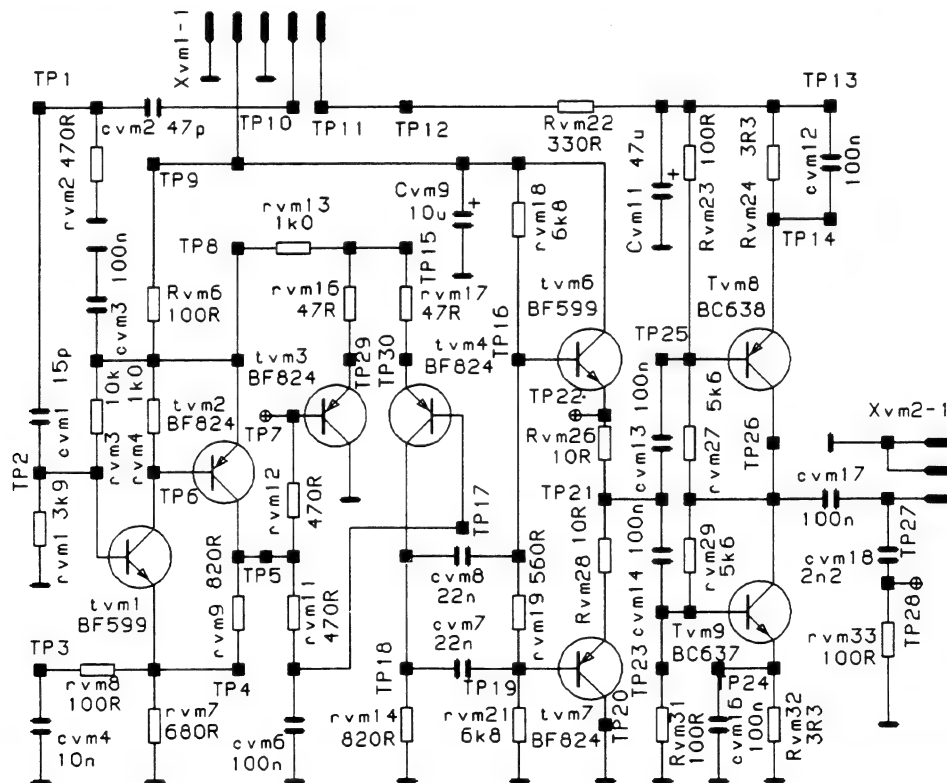 Xvm1-1
TP1
TP13
cvm2
47p
TP10
TP11
TP12
Rvm22
330R
rvm2 470R
Cvm11 47u
Rvm23 100R
Rvm24 3R3
cvm12
100n
TP9
rvm13
1k0
Cvm9
10u
+
rvm18
6k8
+
TP8
TP15
TP14
cvm3 100n
Rvm6
100R
rvm16
47R
rvm17
47R
TP16
tvm6
BF599
Tvm8
BC638
TP25
cvm1 15p
rvm3 10k
rvm4 1k0
tvm3
BF824
TP29
TP30
tvm4
BF824
tvm2
BF824
TP7
TP22
Rvm26
10R
cvm13 100n
rvm27 5k6
TP26
Xvm2-1
TP2
TP6
rvm12
470R
TP17
TP21
cvm17
100n
TP27
rvm1 3k9
rvm9 820R
TP5
cvm8
22n
rvm19 560R
Rvm28 10R
cvm14 100n
rvm29
5k6
cvm18
2n2
TP28
tvm1
BF599
rvm11
470R
cvm7
22n
Tvm9
BC637
rvm33
100R
TP3
rvm8
100R
TP4
TP18
TP19
TP20
TP23
TP24
cvm4
10n
rvm7
680R
cvm6
100n
rvm14
820R
rvm21
6k8
tvm7
BF824
Rvm31
100R
cvm16
100n
Rvm32
3R3